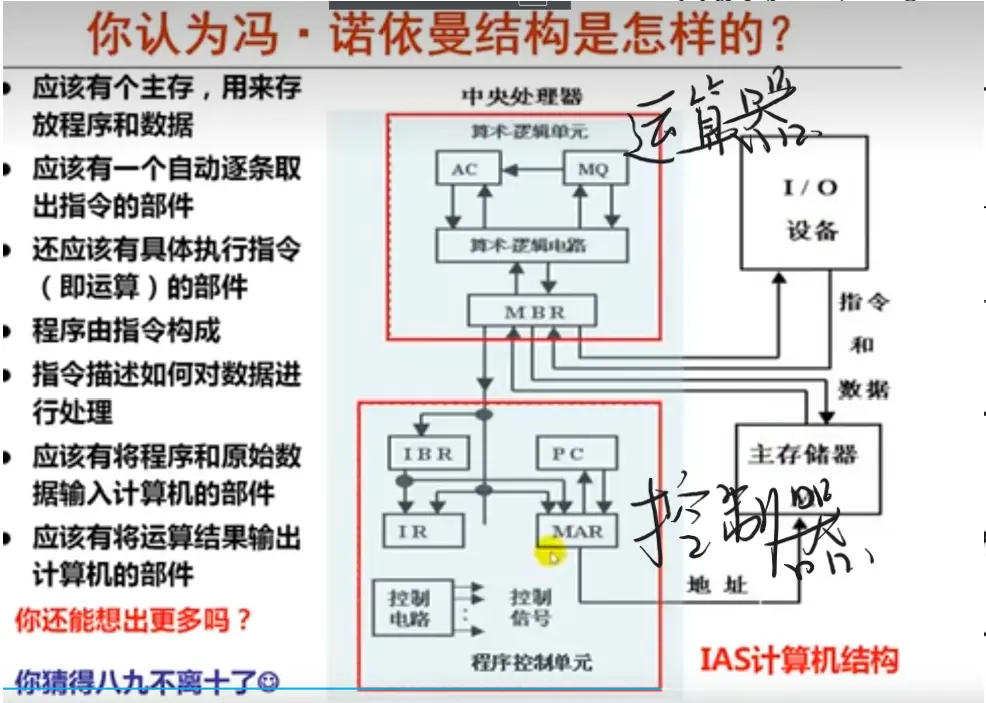 你认为冯·诺依曼结构是怎样的？
应该有个主存，用来存
放程序和数据
应该有一个自动逐条取
出指令的部件
还应该有具体执行指令
（即运算）的部件
程序由指令构成
指令描述如何对数据进
行处理
应该有将程序和原始数
据输入计算机的部件
应该有将运算结果输出
计算机的部件
你还能想出更多吗？
你猜得八九不离十了☺
中央处理器
算术-逻辑单元
运算器
AC
MQ
算术-逻辑电路
MBR
I/O
设备
指令
和
数据
IBR
PC
主存储器
控制器
IR
MAR
地址
控制
电路
控制
信号
程序控制单元
IAS计算机结构